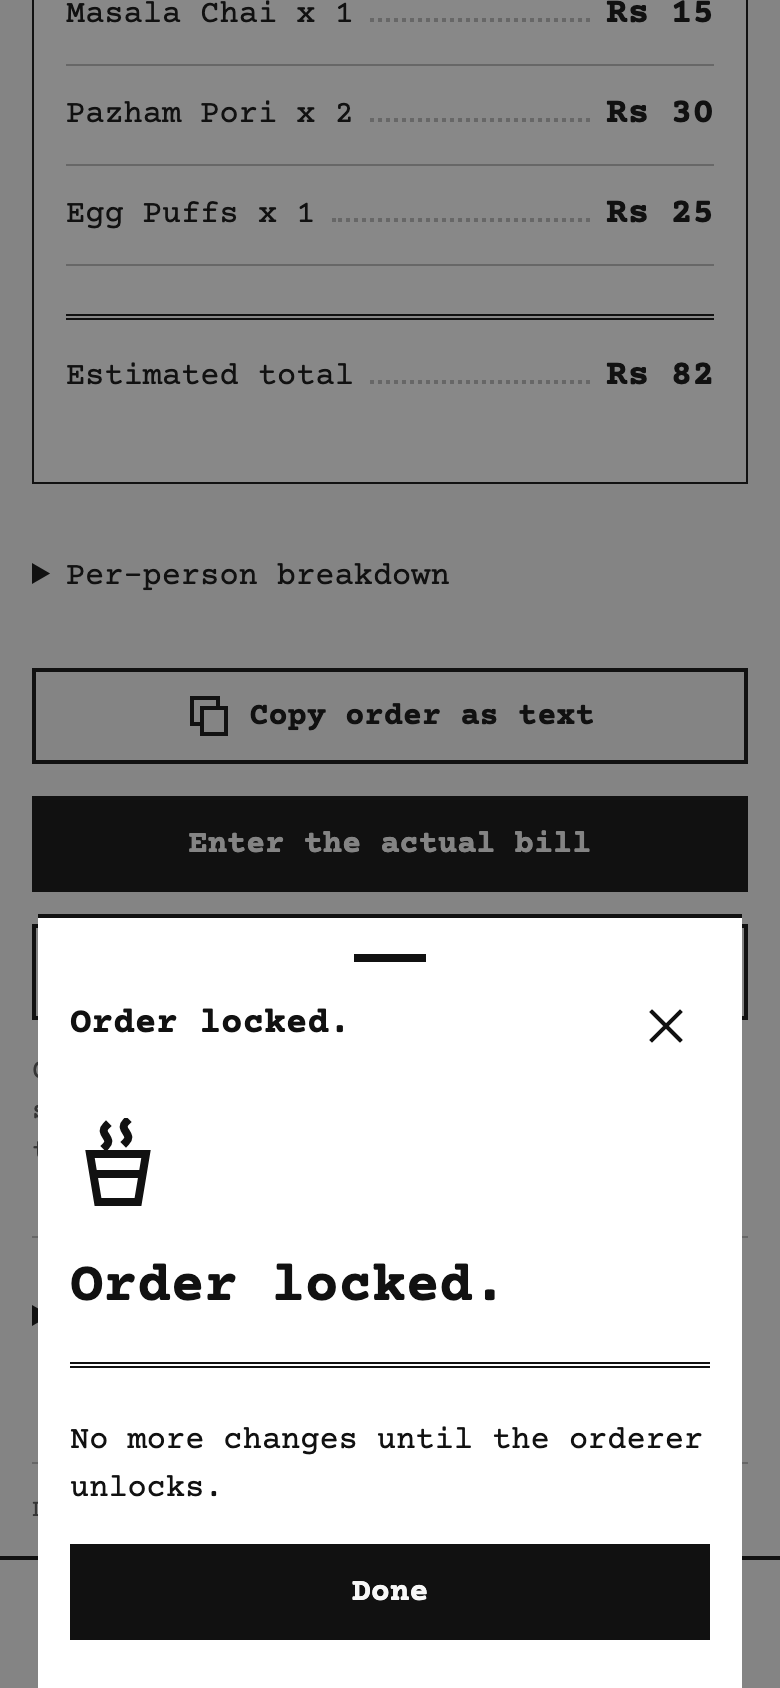 Masala Chai x 1 Rs 15
Pazham Pori x 2 Rs 30
Egg Puffs x 1 Rs 25
Estimated total Rs 82
Per-person breakdown
Copy order as text
Enter the actual bill
Order locked.
Order locked.
No more changes until the orderer
unlocks.
Done